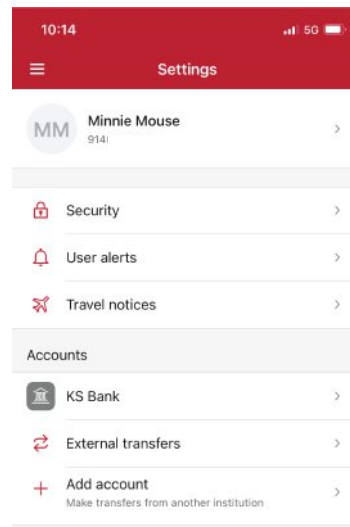 10:14
5G
Settings
MM
Minnie Mouse
914
Security
User alerts
Travel notices
Accounts
KS Bank
External transfers
Add account
Make transfers from another institution